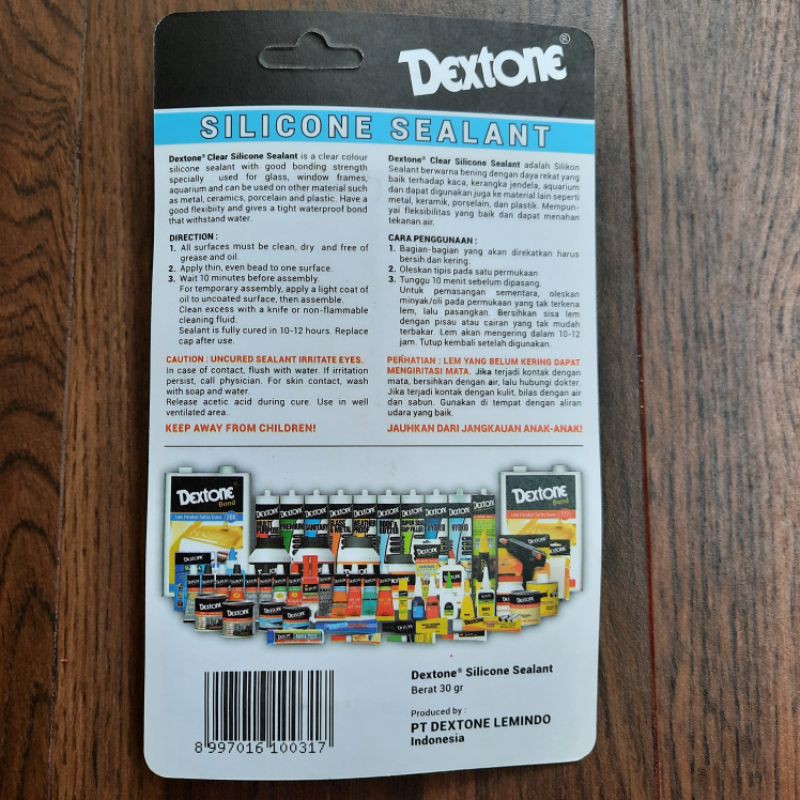 DEXTONE®
SILICONE SEALANT
Dextone® Clear Silicone Sealant is a clear colour
silicone sealant with good bonding strength
specially used for glass, window frames,
aquarium and can be used on other material such
as metal, ceramics, porcelain and plastic. Have a
good flexibiity and gives a tight waterproof bond
that withstand water.
DIRECTION :
1. All surfaces must be clean, dry and free of
grease and oil.
2. Apply thin, even bead to one surface.
3. Wait 10 minutes before assembly.
For temporary assembly, apply a light coat of
oil to uncoated surface, then assemble.
Clean excess with a knife or non-flammable
cleaning fluid.
Sealant is fully cured in 10-12 hours. Replace
cap after use.
CAUTION : UNCURED SEALANT IRRITATE EYES.
In case of contact, flush with water. If irritation
persist, call physician. For skin contact, wash
with soap and water.
Release acetic acid during cure. Use in well
ventilated area..
KEEP AWAY FROM CHILDREN!
Dextone® Clear Silicone Sealant adalah Silikon
Sealant berwarna bening dengan daya rekat yang
baik terhadap kaca, kerangka jendela, aquarium
dan dapat digunakan juga ke material lain seperti
metal, keramik, porselain, dan plastik. Mempun-
yai fleksibilitas yang baik dan dapat menahan
tekanan air.
CARA PENGGUNAAN :
1. Bagian-bagian yang akan direkatkan harus
bersih dan kering.
2. Oleskan tipis pada satu permukaan
3. Tunggu 10 menit sebelum dipasang.
Untuk pemasangan sementara, oleskan
minyak/oli pada permukaan yang tak terkena
lem, lalu pasangkan. Bersihkan sisa lem
dengan pisau atau cairan yang tak mudah
terbakar. Lem akan mengering dalam 10-12
jam. Tutup kembali setelah digunakan.
PERHATIAN : LEM YANG BELUM KERING DAPAT
MENGIRITASI MATA. Jika terjadi kontak dengan
mata, bersihkan dengan air, lalu hubungi dokter.
Jika terjadi kontak dengan kulit, bilas dengan air
dan sabun. Gunakan di tempat dengan aliran
udara yang baik.
JAUHKAN DARI JANGKAUAN ANAK-ANAK!
DEXTONE
Bond
DEXTONE
Bond
Dextone® Silicone Sealant
Berat 30 gr
Produced by :
PT DEXTONE LEMINDO
Indonesia
8 997016 100317